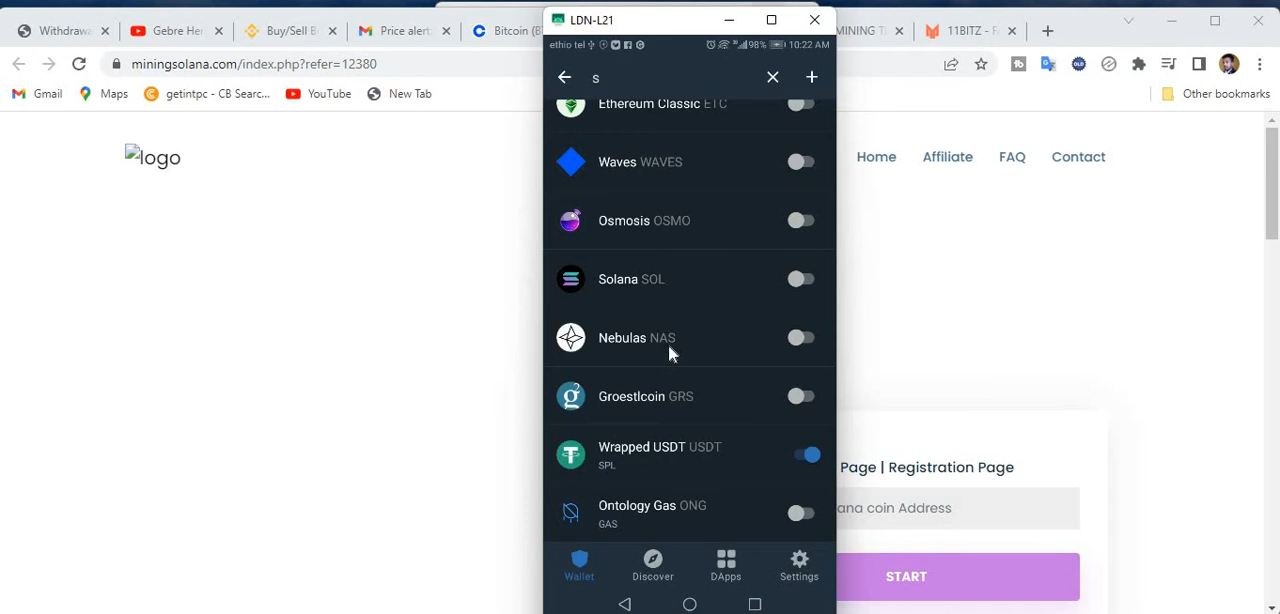 LDN-L21
Withdrawa
Gebre He
Buy/Sell B
Price alert
Bitcoin (B
MINING T
11BITZ - F
miningsolana.com/index.php?refer=12380
Gmail
Maps
getintpc - CB Searc...
YouTube
New Tab
Other bookmarks
ethio tel
98%
10:22 AM
s
logo
Home
Affiliate
FAQ
Contact
Ethereum Classic ETC
Waves WAVES
Osmosis OSMO
Solana SOL
Nebulas NAS
Groestlcoin GRS
Wrapped USDT USDT
SPL
Ontology Gas ONG
GAS
Page | Registration Page
ana coin Address
START
Wallet
Discover
DApps
Settings